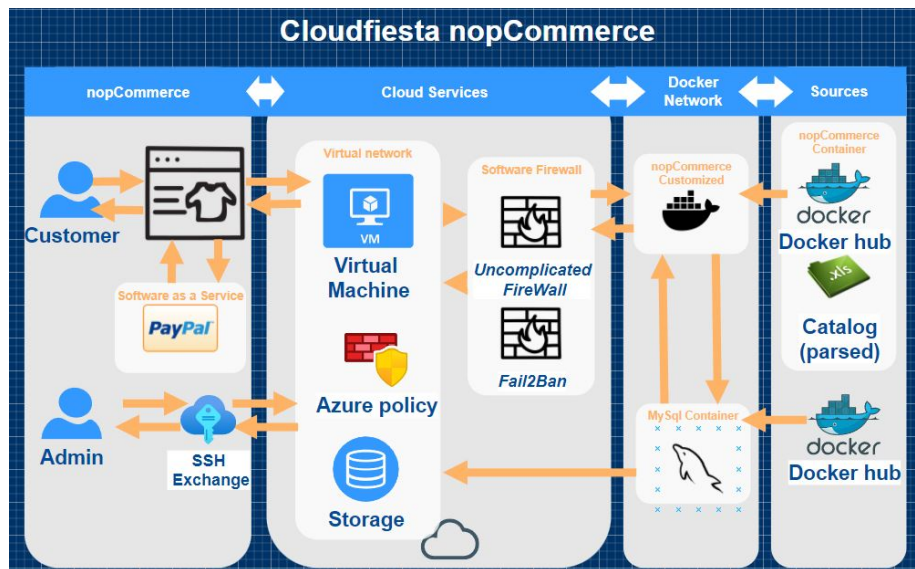 Cloudfiesta nopCommerce
nopCommerce
Cloud Services
Docker
Network
Sources
Customer
Software as a Service
PayPal
Admin
SSH
Exchange
Virtual network
VM
Virtual
Machine
Azure policy
Storage
Software Firewall
Uncomplicated
FireWall
Fail2Ban
nopCommerce
Customized
MySql Container
nopCommerce
Container
docker
Docker hub
.xls
Catalog
(parsed)
docker
Docker hub